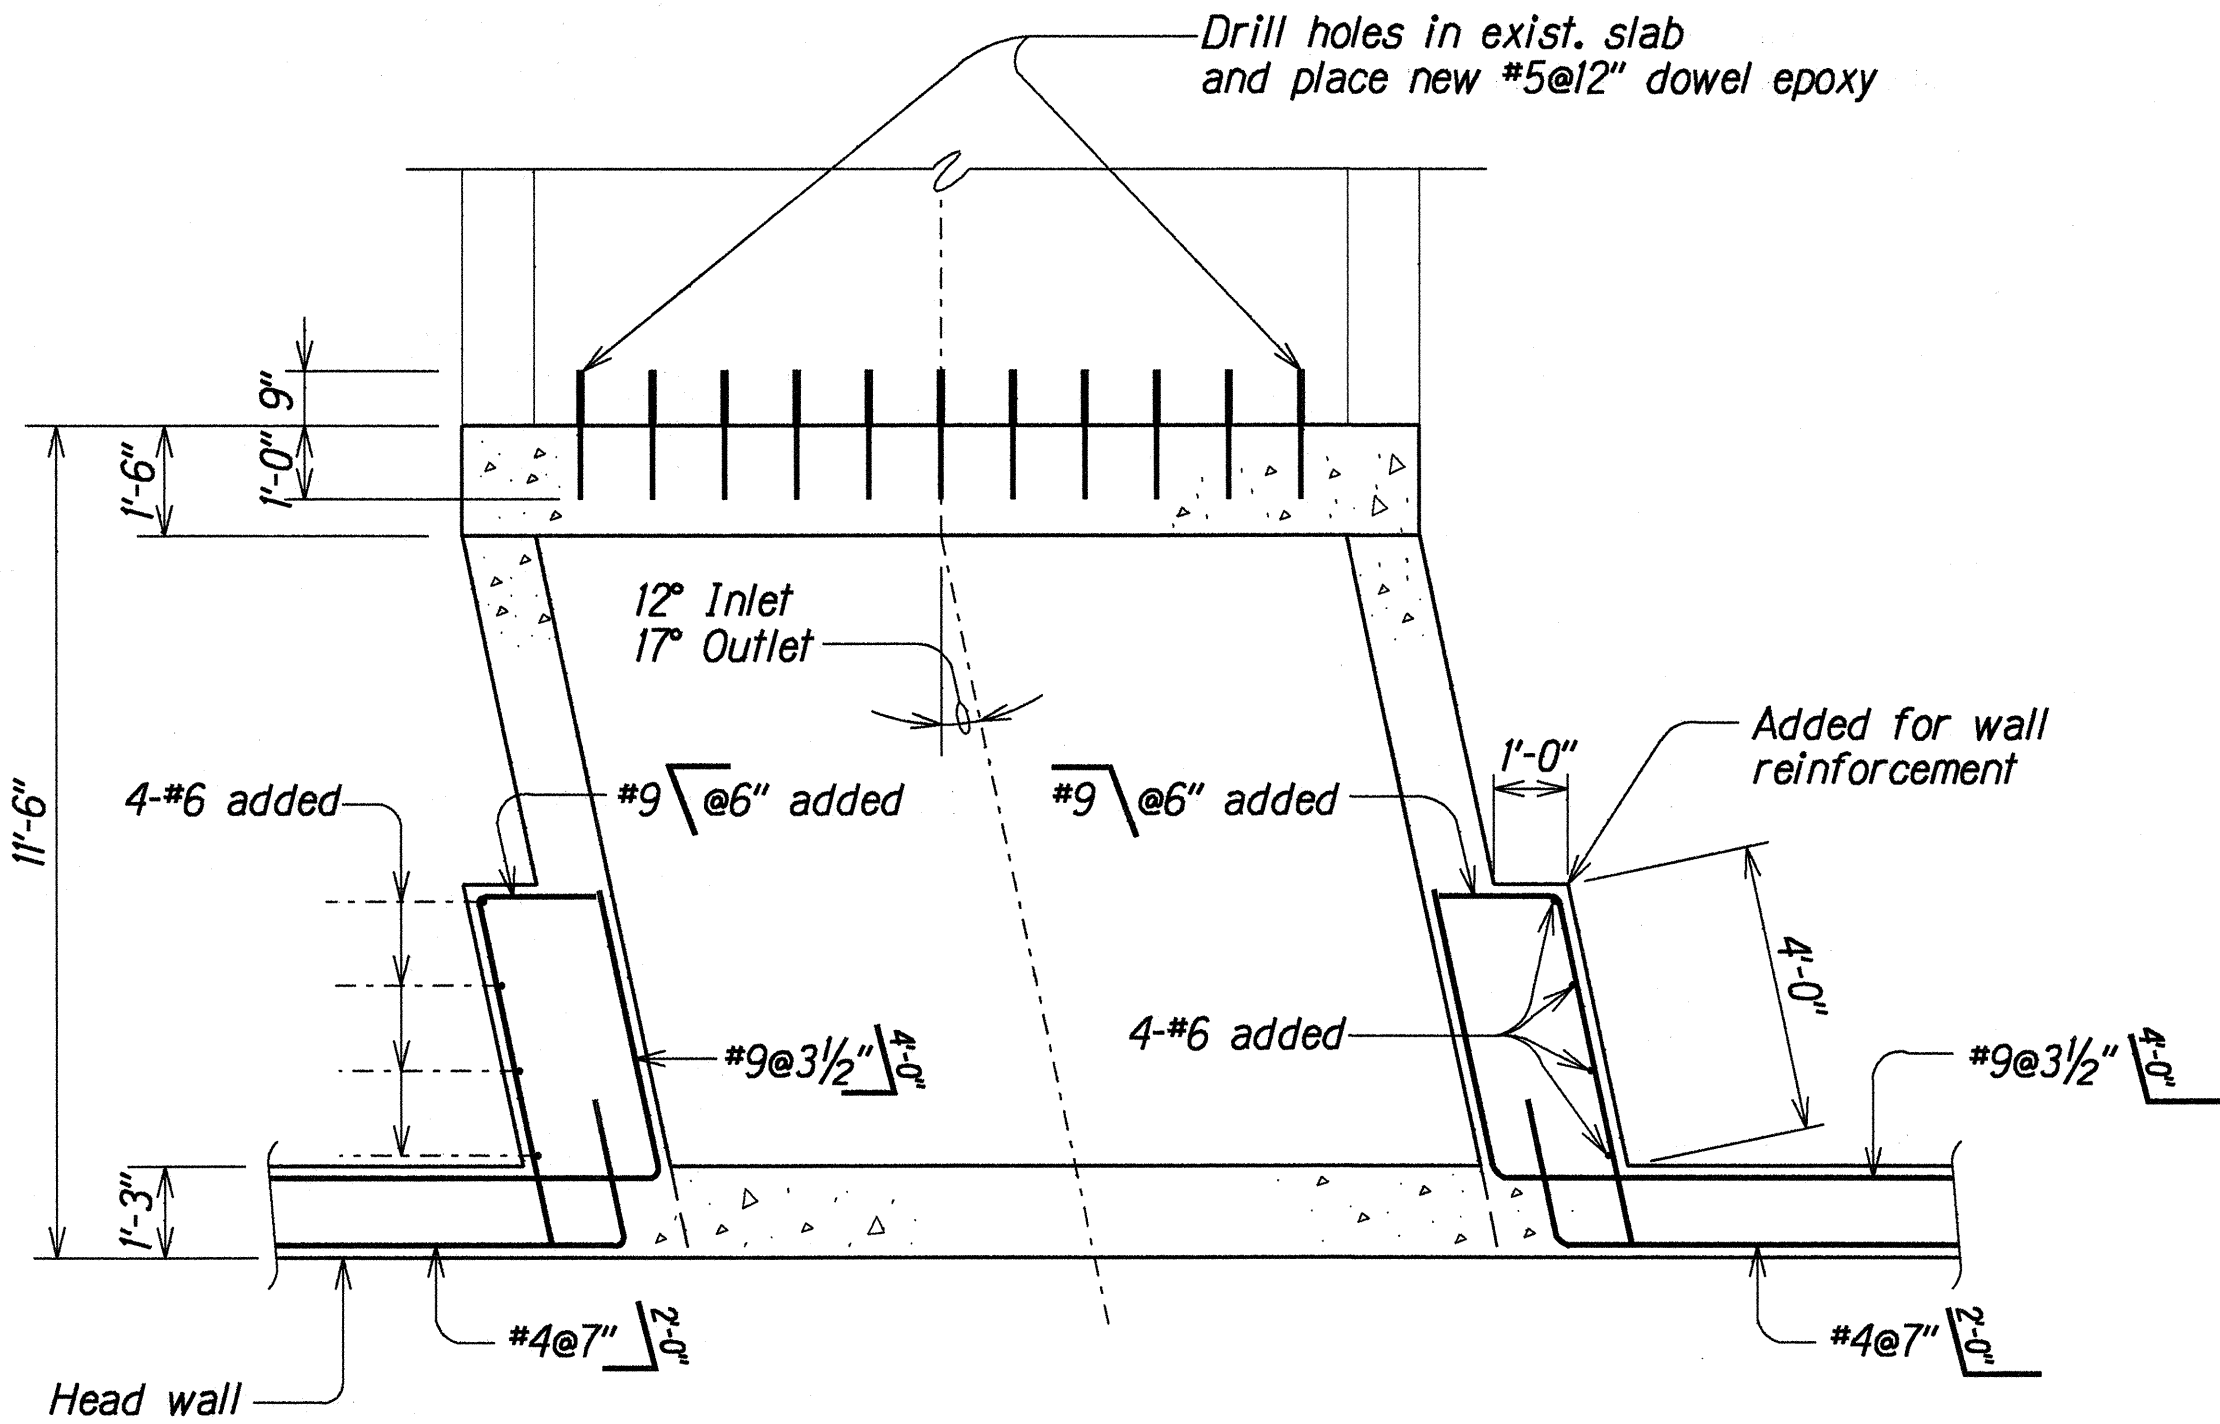 Drill holes in exist. slab
and place new #5@12" dowel epoxy
9"
1'-0"
1'-6"
11'-6"
12° Inlet
17° Outlet
4-#6 added
#9 @6" added
#9 @6" added
1'-0"
Added for wall
reinforcement
4'-0"
4-#6 added
#9@3½" 4'-0"
#9@3½" 4'-0"
1'-3"
#4@7" 2'-0"
#4@7" 2'-0"
Head wall